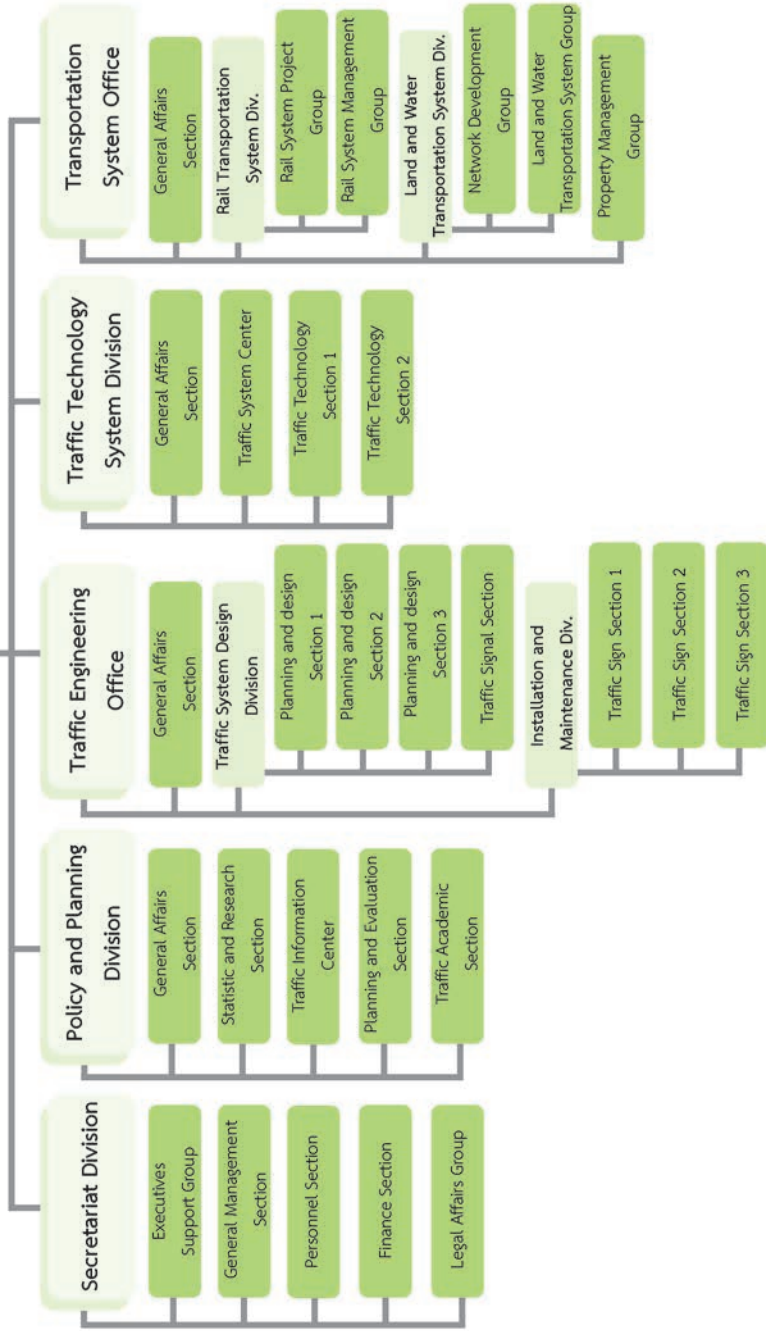 Secretariat Division
Executives
Support Group
General Management
Section
Personnel Section
Finance Section
Legal Affairs Group
Policy and Planning
Division
General Affairs
Section
Statistic and Research
Section
Traffic Information
Center
Planning and Evaluation
Section
Traffic Academic
Section
Traffic Engineering
Office
General Affairs
Section
Traffic System Design
Division
Planning and design
Section 1
Planning and design
Section 2
Planning and design
Section 3
Traffic Signal Section
Installation and
Maintenance Div.
Traffic Sign Section 1
Traffic Sign Section 2
Traffic Sign Section 3
Traffic Technology
System Division
General Affairs
Section
Traffic System Center
Traffic Technology
Section 1
Traffic Technology
Section 2
Transportation
System Office
General Affairs
Section
Rail Transportation
System Div.
Rail System Project
Group
Rail System Management
Group
Land and Water
Transportation System Div.
Network Development
Group
Land and Water
Transportation System Group
Property Management
Group